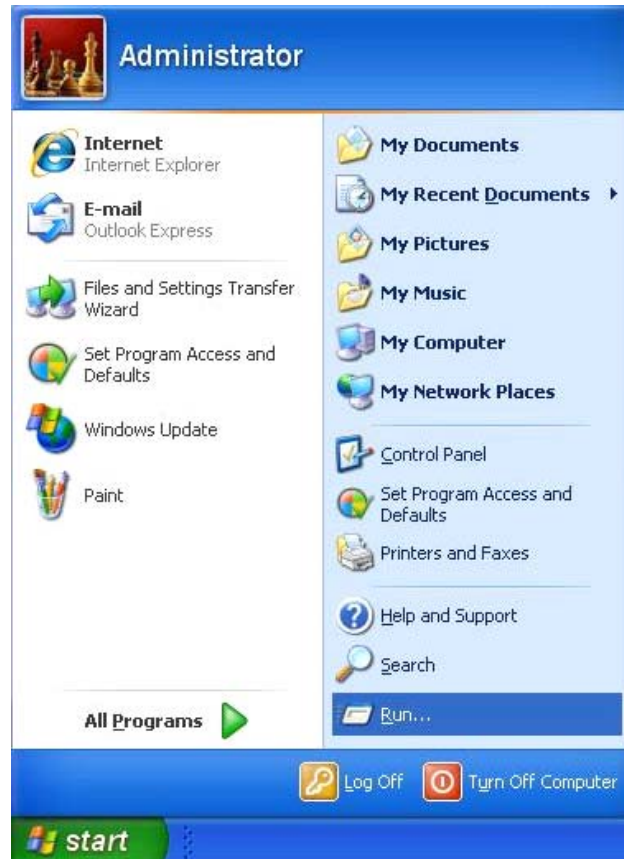 Administrator
Internet
Internet Explorer
E-mail
Outlook Express
Files and Settings Transfer
Wizard
Set Program Access and
Defaults
Windows Update
Paint
All Programs
My Documents
My Recent Documents
My Pictures
My Music
My Computer
My Network Places
Control Panel
Set Program Access and
Defaults
Printers and Faxes
Help and Support
Search
Run...
Log Off
Turn Off Computer
start